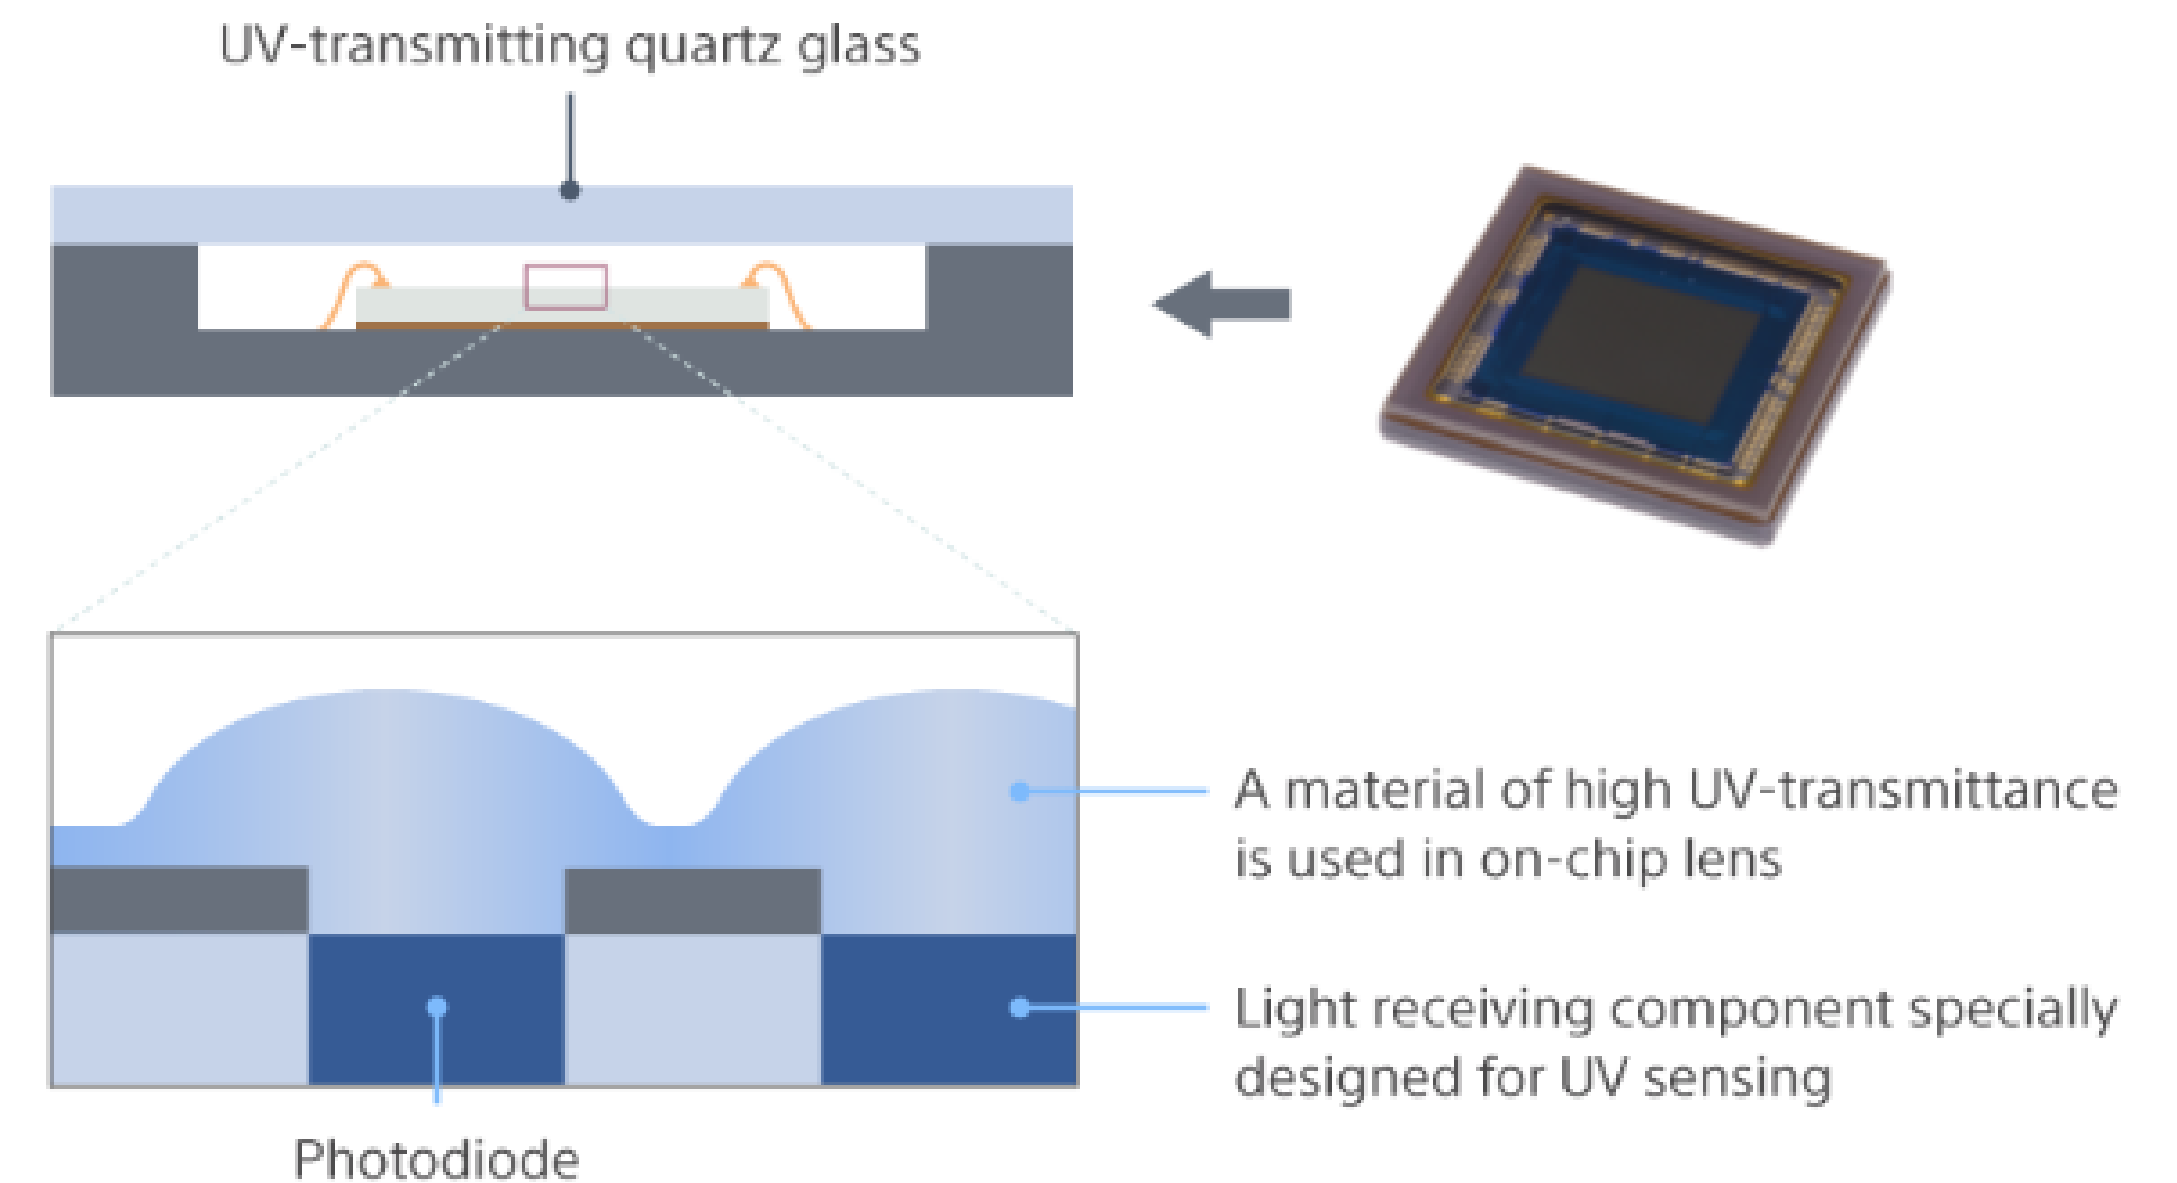 UV-transmitting quartz glass
A material of high UV-transmittance
is used in on-chip lens
Light receiving component specially
designed for UV sensing
Photodiode